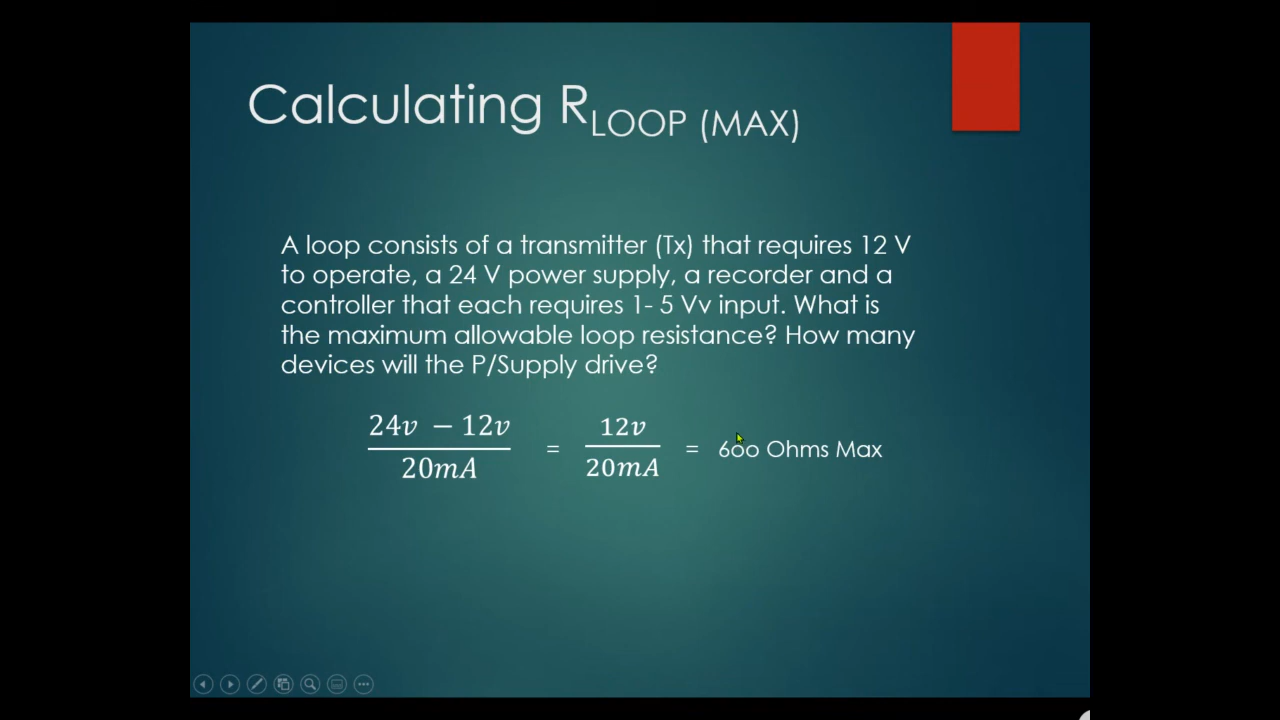 Calculating R LOOP (MAX)
A loop consists of a transmitter (Tx) that requires 12 V
to operate, a 24 V power supply, a recorder and a
controller that each requires 1- 5 Vv input. What is
the maximum allowable loop resistance? How many
devices will the P/Supply drive?
24v − 12v / 20mA = 12v / 20mA = 6oo Ohms Max